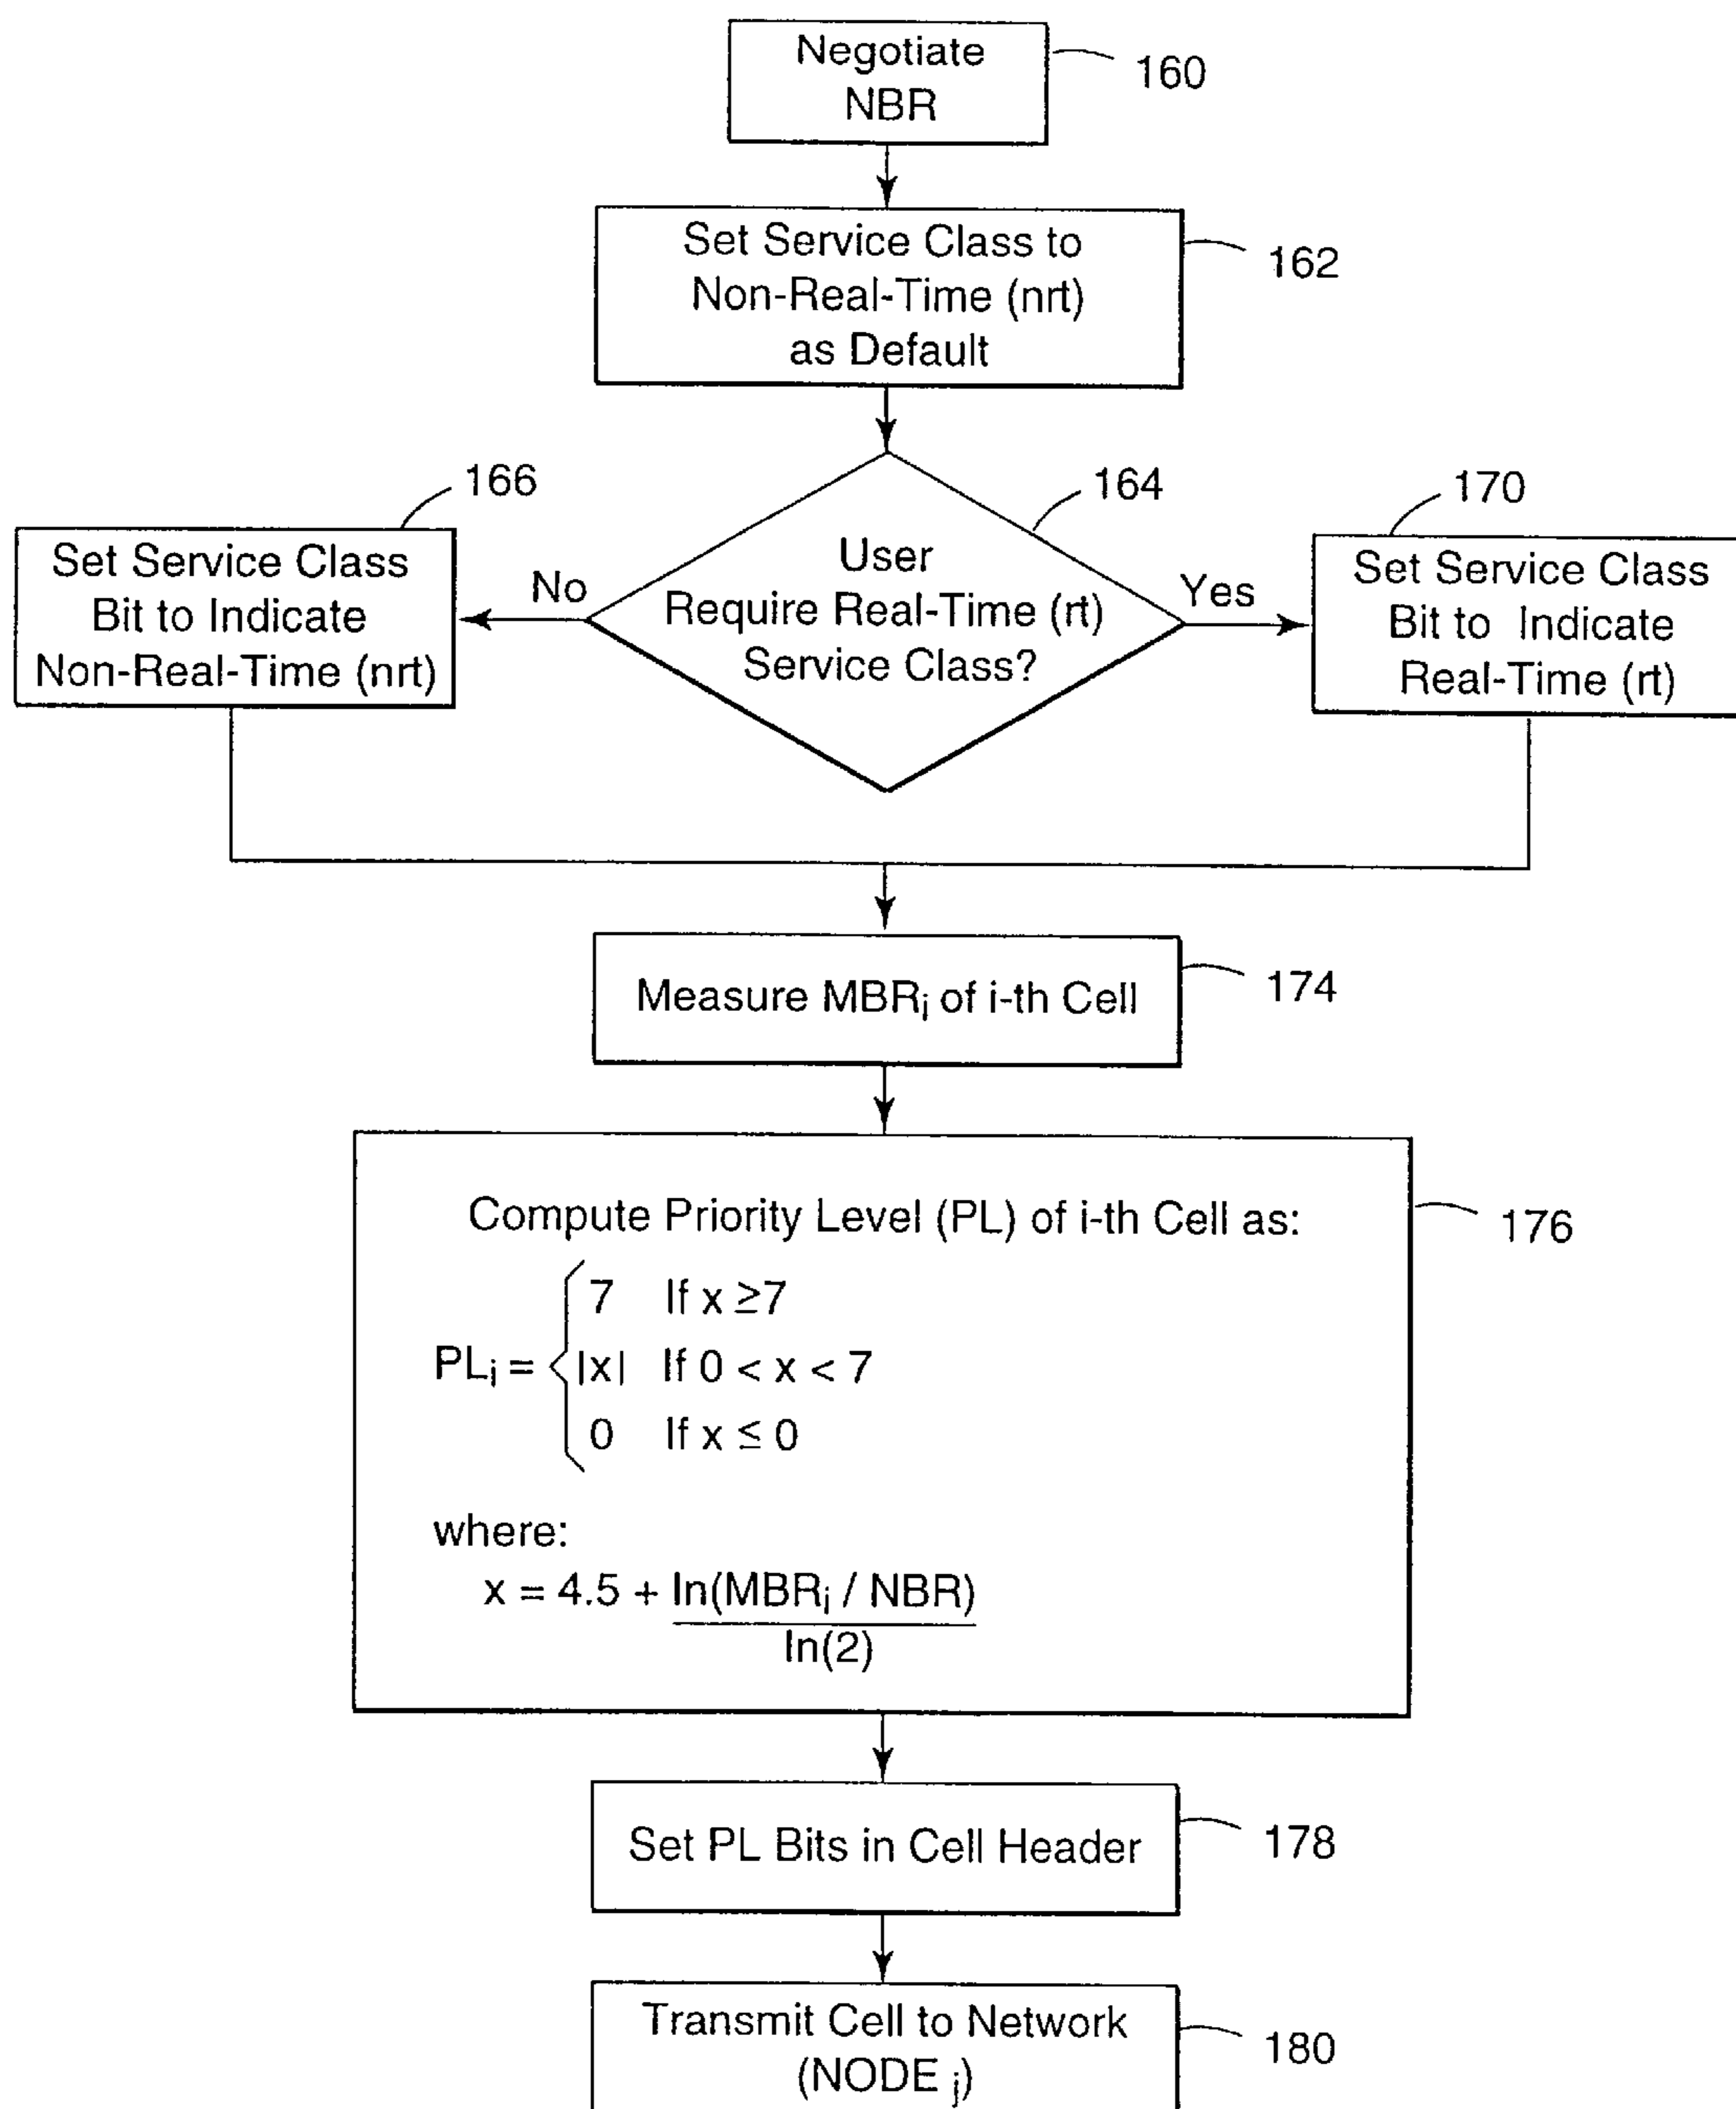 Negotiate
NBR
160
Set Service Class to
Non-Real-Time (nrt)
as Default
162
166
164
170
Set Service Class
Bit to Indicate
Non-Real-Time (nrt)
No
User
Require Real-Time (rt)
Service Class?
Yes
Set Service Class
Bit to Indicate
Real-Time (rt)
Measure MBRi of i-th Cell
174
Compute Priority Level (PL) of i-th Cell as:
176
7 If x ≥7
PLi = |x| If 0 < x < 7
0 If x ≤ 0
where:
x = 4.5 + ln(MBRi / NBR)
ln(2)
Set PL Bits in Cell Header
178
Transmit Cell to Network
(NODE j)
180